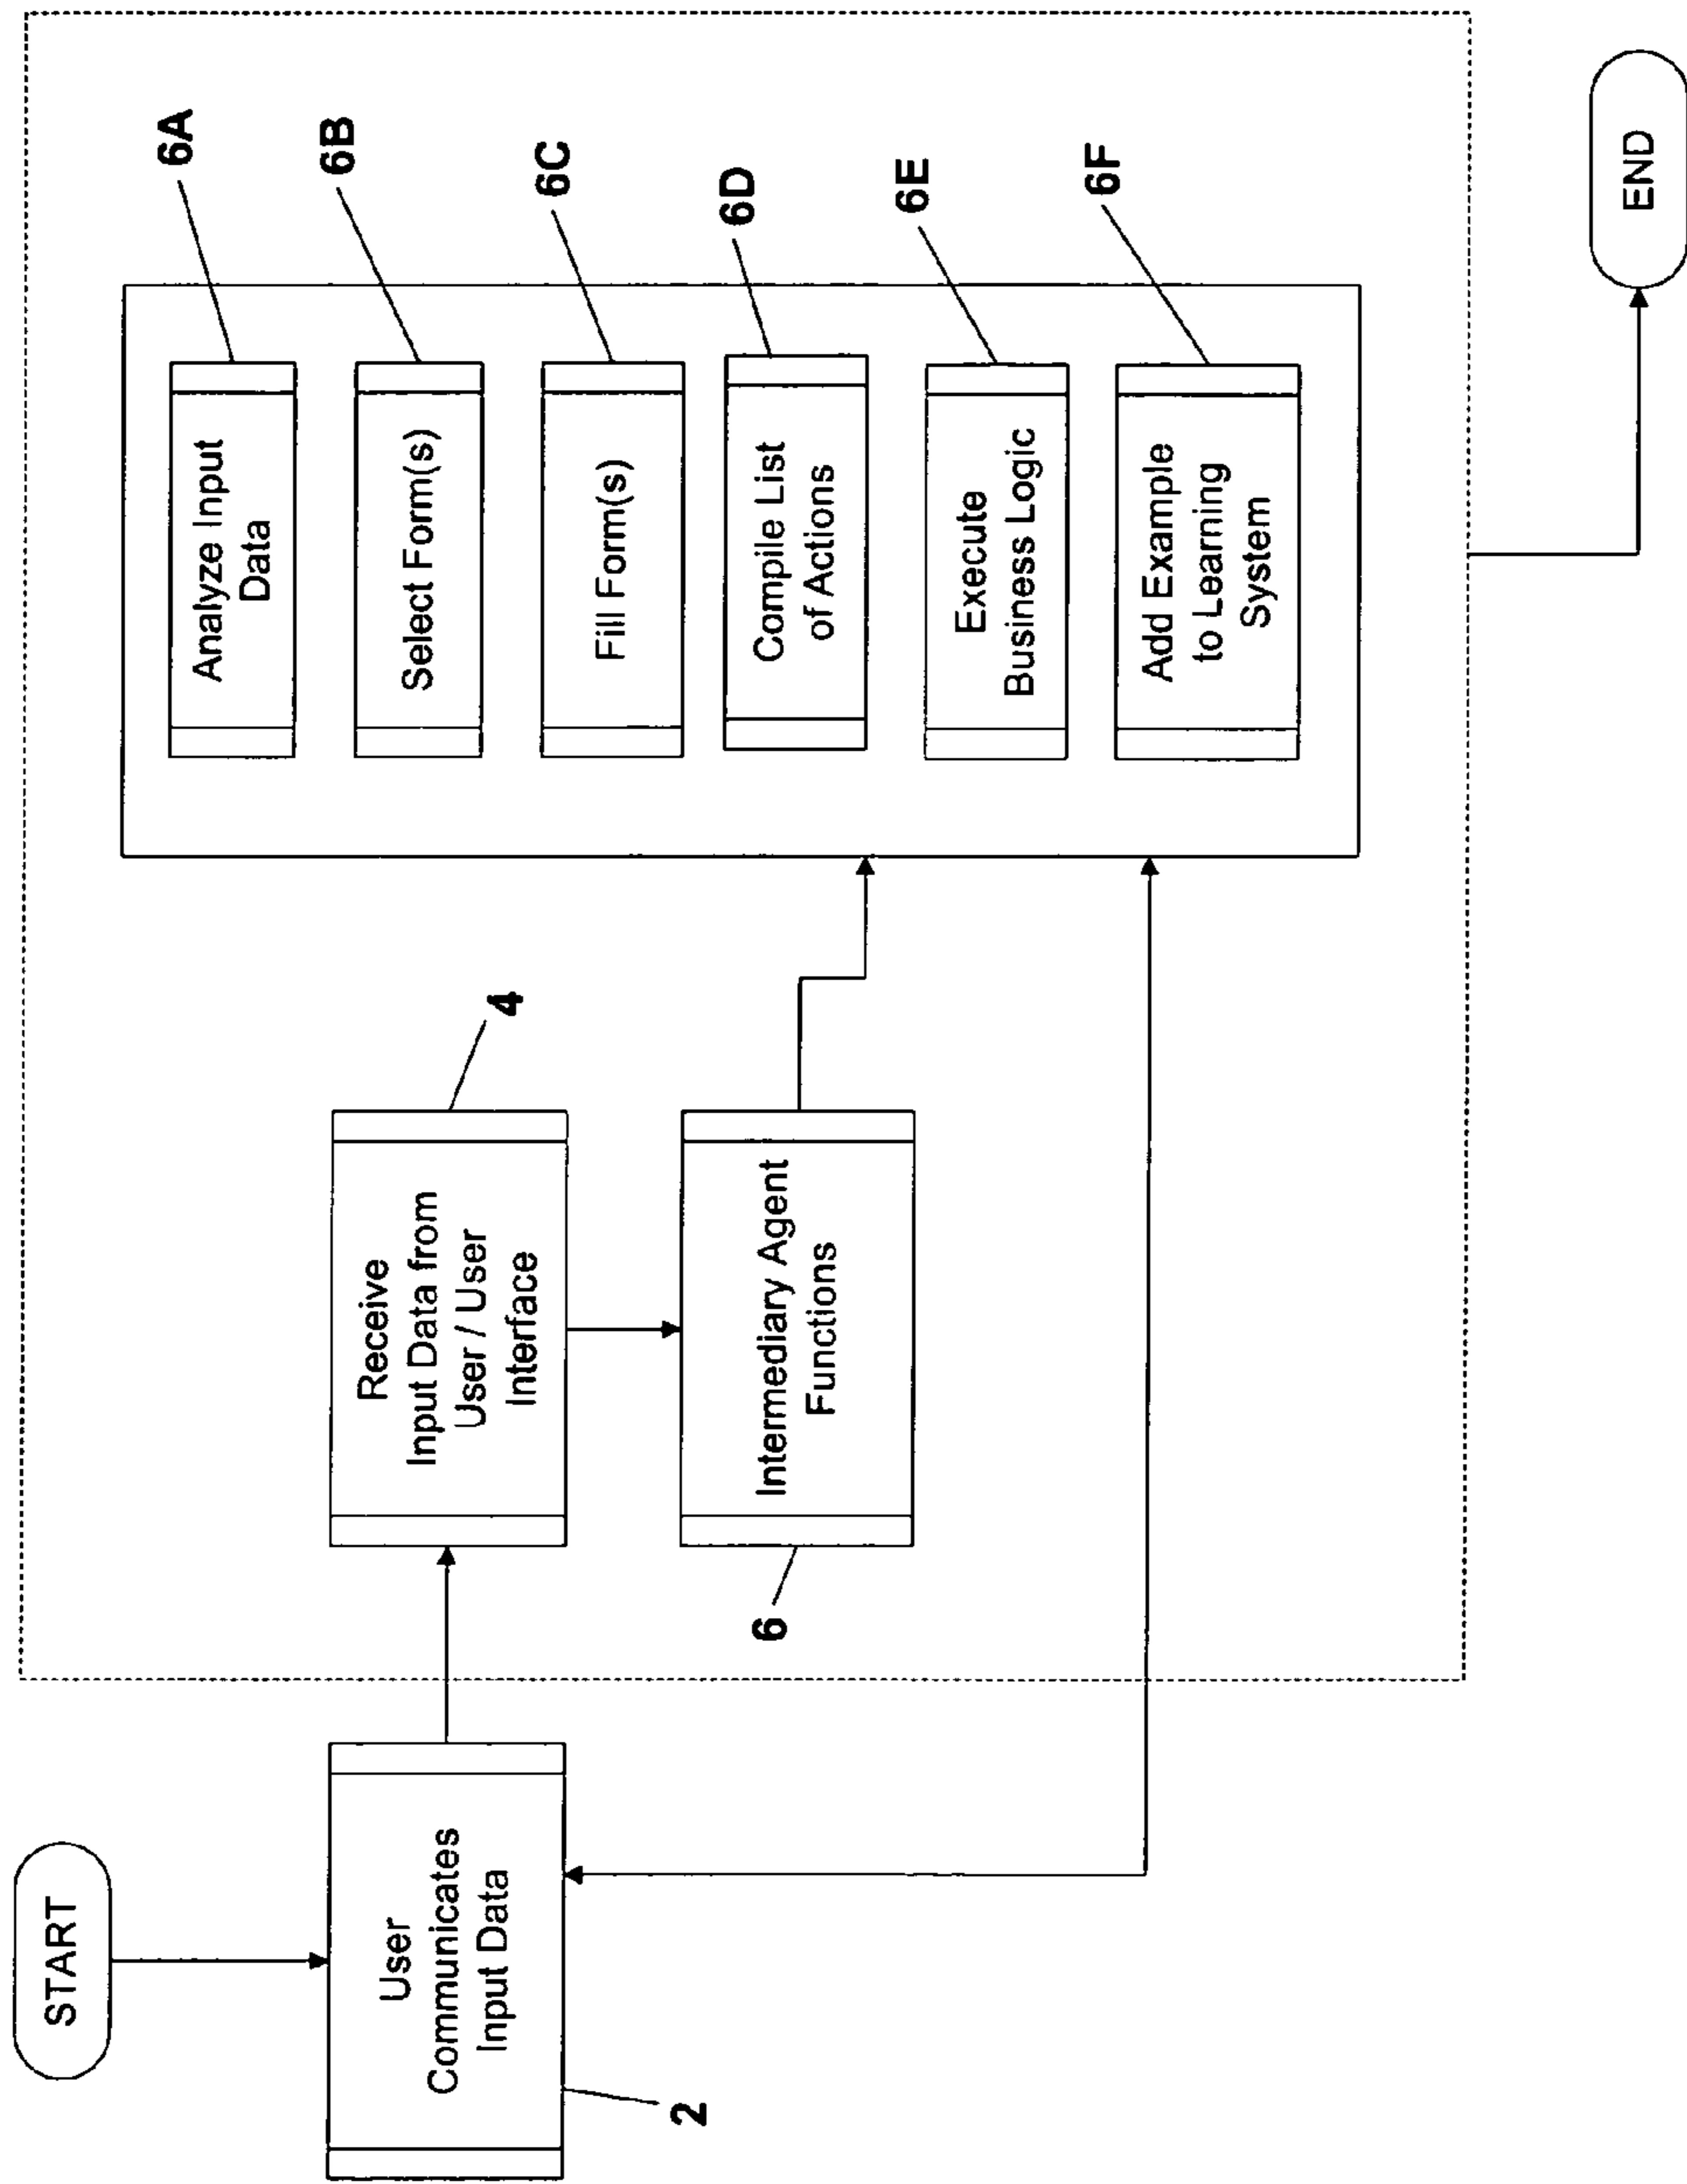 START
User
Communicates
Input Data
2
Receive
Input Data from
User / User
Interface
4
Intermediary Agent
Functions
6
Analyze Input
Data
6A
Select Form(s)
6B
Fill Form(s)
6C
Compile List
of Actions
6D
Execute
Business Logic
6E
Add Example
to Learning
System
6F
END